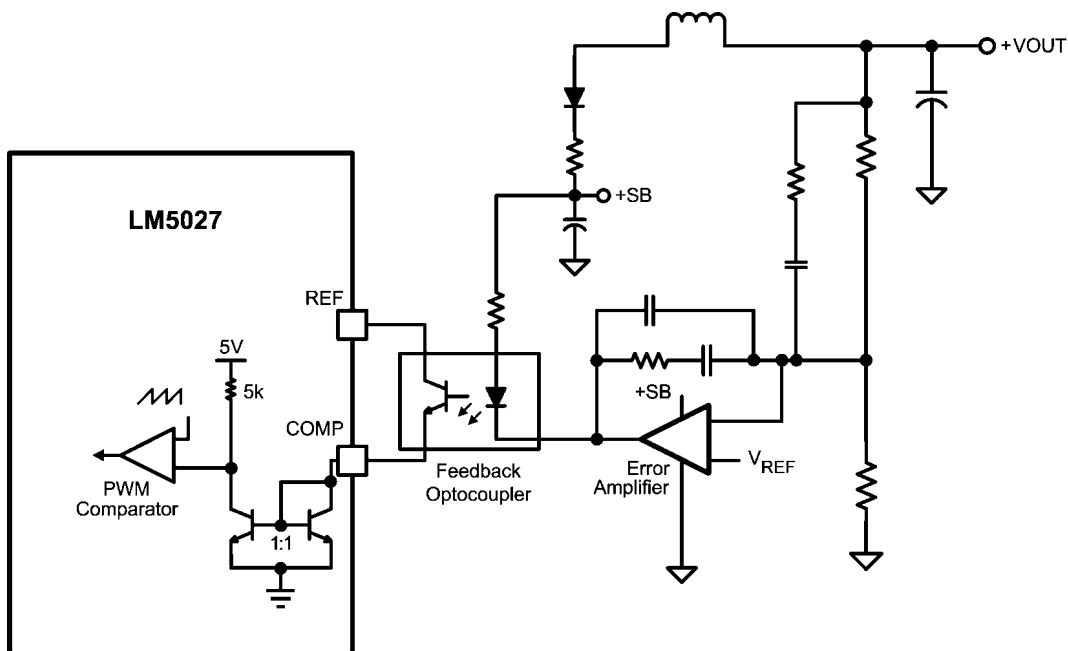 +VOUT
LM5027
+SB
REF
5V
5k
+SB
COMP
VREF
PWM
Comparator
Feedback
Optocoupler
Error
Amplifier
1:1